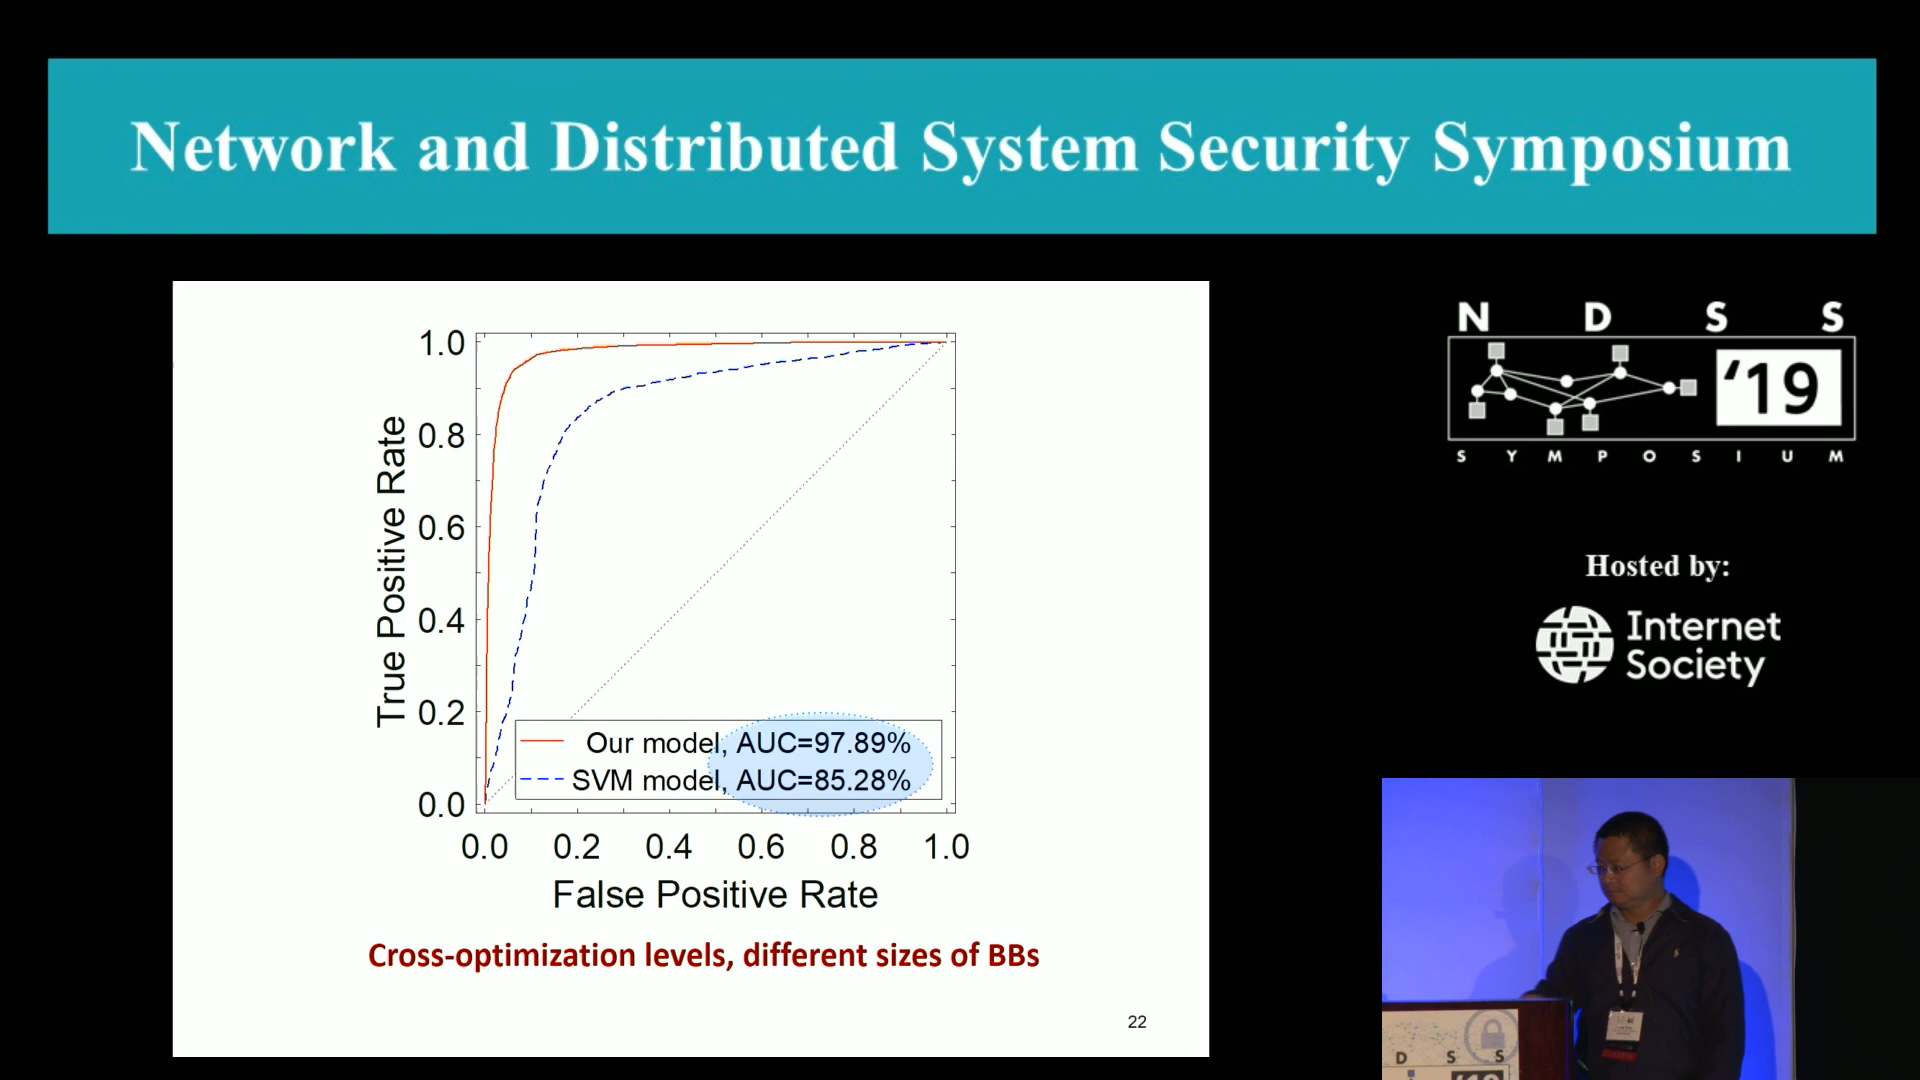 Network and Distributed System Security Symposium
N D S S
'19
S Y M P O S I U M
Hosted by:
Internet
Society
True Positive Rate
1.0
0.8
0.6
0.4
0.2
0.0
Our model, AUC=97.89%
SVM model, AUC=85.28%
0.0 0.2 0.4 0.6 0.8 1.0
False Positive Rate
Cross-optimization levels, different sizes of BBs
22
D S S
'19